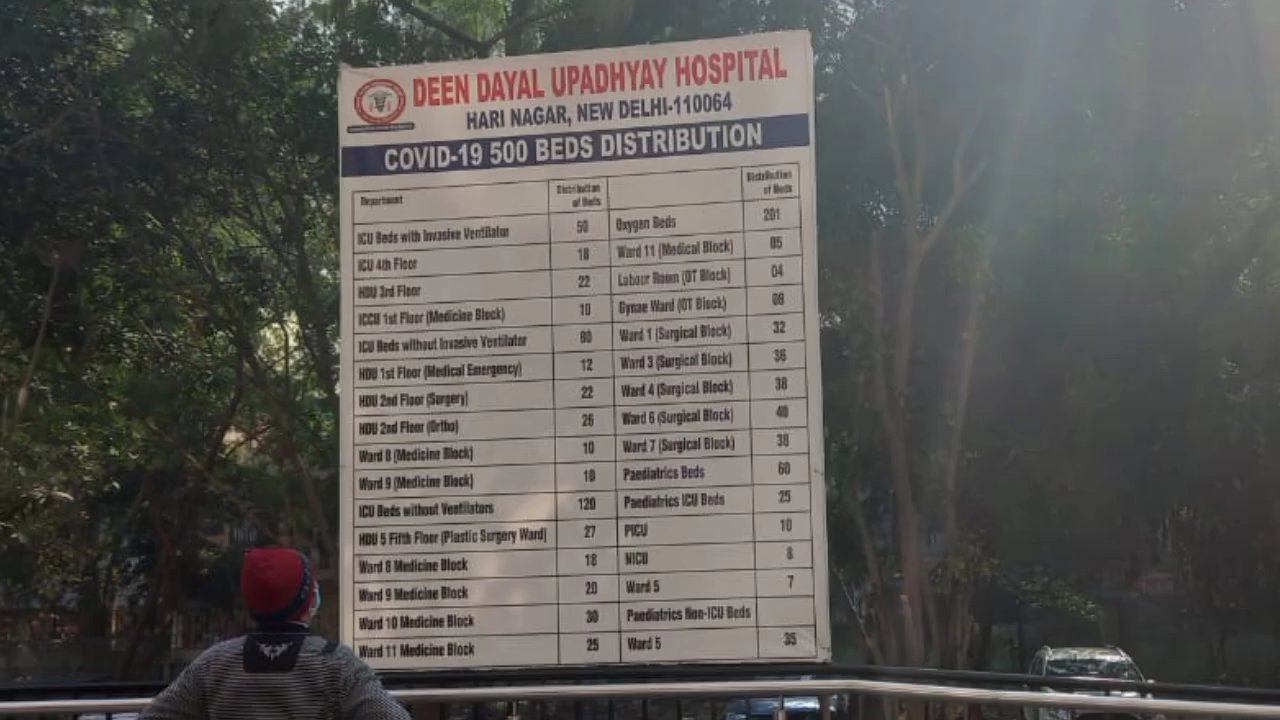 DEEN DAYAL UPADHYAY HOSPITAL
HARI NAGAR, NEW DELHI-110064
COVID-19 500 BEDS DISTRIBUTION
Department Distribution of Beds Distribution of Beds
ICU Beds with Invasive Ventilator 50 Oxygen Beds 201
ICU 4th Floor 18 Ward 11 (Medical Block) 05
HDU 3rd Floor 22 Labour Room (OT Block) 04
ICCU 1st Floor (Medicine Block) 10 Gynae Ward (OT Block) 08
ICU Beds without Invasive Ventilator 80 Ward 1 (Surgical Block) 32
HDU 1st Floor (Medical Emergency) 12 Ward 3 (Surgical Block) 36
HDU 2nd Floor (Surgery) 22 Ward 4 (Surgical Block) 38
HDU 2nd Floor (Ortho) 26 Ward 6 (Surgical Block) 40
Ward 8 (Medicine Block) 10 Ward 7 (Surgical Block) 38
Ward 9 (Medicine Block) 10 Paediatrics Beds 60
ICU Beds without Ventilators 120 Paediatrics ICU Beds 25
HDU 5 Fifth Floor (Plastic Surgery Ward) 27 PICU 10
Ward 8 Medicine Block 18 NICU 8
Ward 9 Medicine Block 20 Ward 5 7
Ward 10 Medicine Block 30 Paediatrics Non-ICU Beds
Ward 11 Medicine Block 25 Ward 5 35